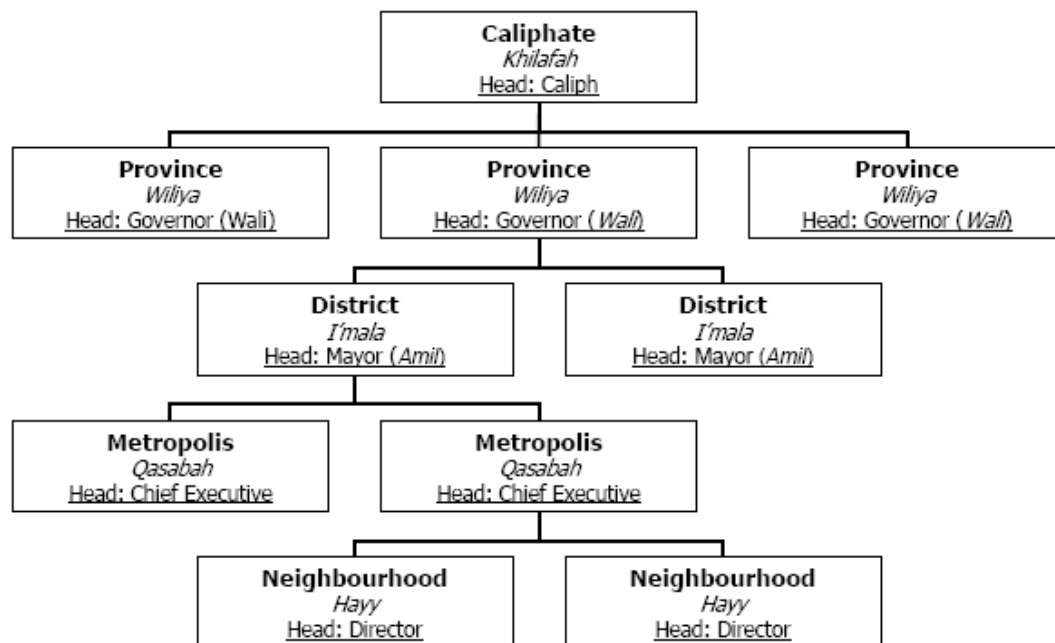 Caliphate
Khilafah
Head: Caliph
Province
Wiliya
Head: Governor (Wali)
Province
Wiliya
Head: Governor (Wali)
Province
Wiliya
Head: Governor (Wali)
District
I'mala
Head: Mayor (Amil)
District
I'mala
Head: Mayor (Amil)
Metropolis
Qasabah
Head: Chief Executive
Metropolis
Qasabah
Head: Chief Executive
Neighbourhood
Hayy
Head: Director
Neighbourhood
Hayy
Head: Director